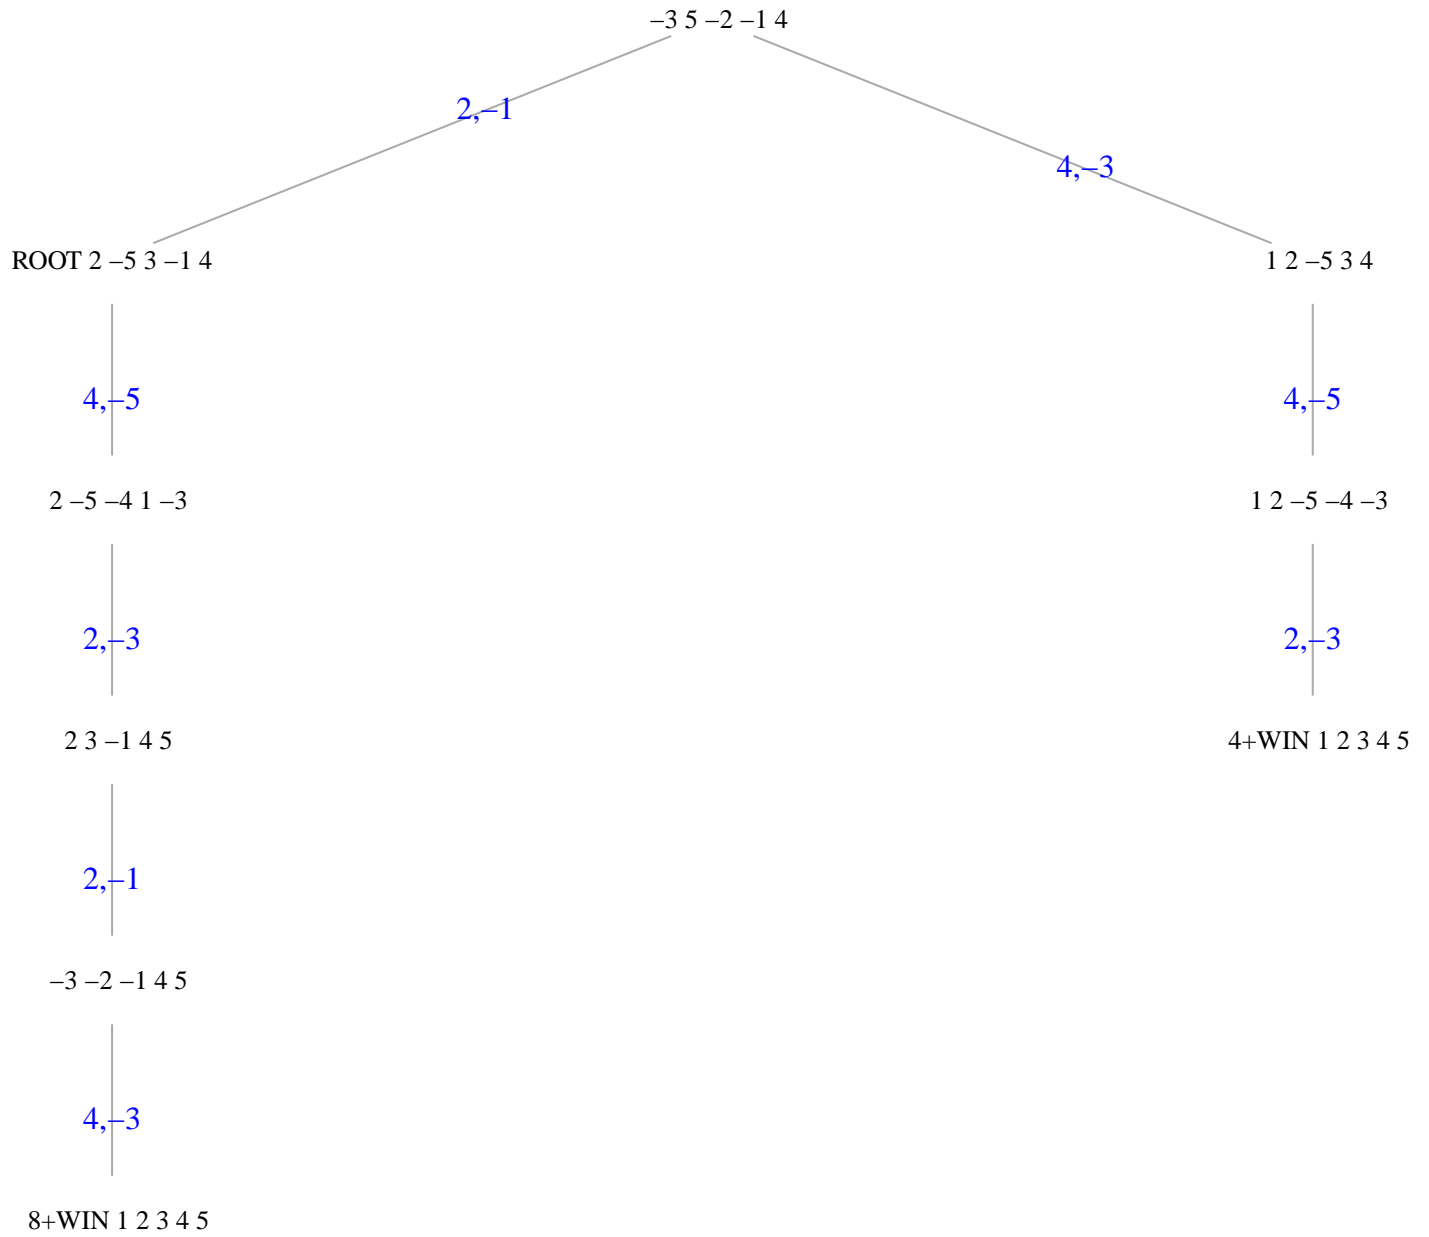 –3 5 –2 –1 4
2,–1
4,–3
ROOT 2 –5 3 –1 4
1 2 –5 3 4
4,–5
4,–5
2 –5 –4 1 –3
1 2 –5 –4 –3
2,–3
2,–3
2 3 –1 4 5
4+WIN 1 2 3 4 5
2,–1
–3 –2 –1 4 5
4,–3
8+WIN 1 2 3 4 5